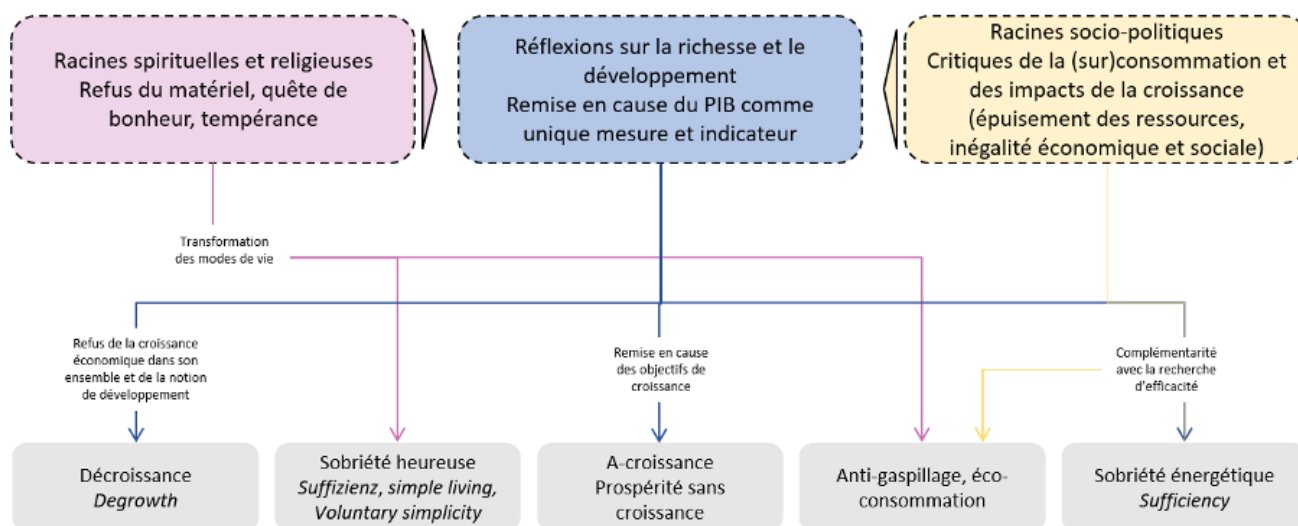 Racines spirituelles et religieuses
Refus du matériel, quête de
bonheur, tempérance
Réflexions sur la richesse et le
développement
Remise en cause du PIB comme
unique mesure et indicateur
Racines socio-politiques
Critiques de la (sur)consommation et
des impacts de la croissance
(épuisement des ressources,
inégalité économique et sociale)
Transformation
des modes de vie
Refus de la croissance
économique dans son
ensemble et de la notion
de développement
Remise en cause
des objectifs de
croissance
Complémentarité
avec la recherche
d'efficacité
Décroissance
Degrowth
Sobriété heureuse
Suffizienz, simple living,
Voluntary simplicity
A-croissance
Prospérité sans
croissance
Anti-gaspillage, éco-
consommation
Sobriété énergétique
Sufficiency